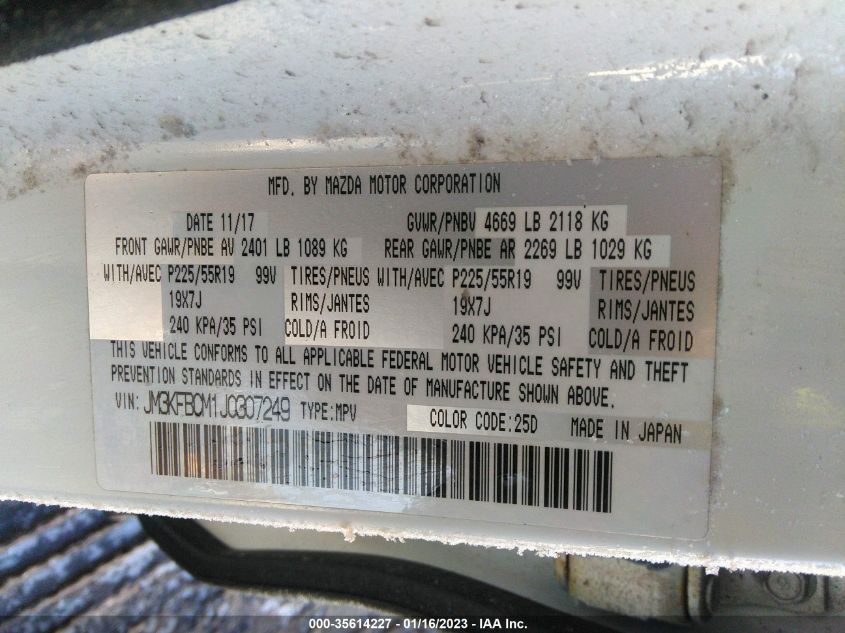 MFD. BY MAZDA MOTOR CORPORATION
DATE 11/17 GVWR/PNBV 4669 LB 2118 KG
FRONT GAWR/PNBE AV 2401 LB 1089 KG REAR GAWR/PNBE AR 2269 LB 1029 KG
WITH/AVEC P225/55R19 99V TIRES/PNEUS WITH/AVEC P225/55R19 99V TIRES/PNEUS
19X7J RIMS/JANTES 19X7J RIMS/JANTES
240 KPA/35 PSI COLD/A FROID 240 KPA/35 PSI COLD/A FROID
THIS VEHICLE CONFORMS TO ALL APPLICABLE FEDERAL MOTOR VEHICLE SAFETY AND THEFT
PREVENTION STANDARDS IN EFFECT ON THE DATE OF MANUFACTURE SHOWN ABOVE.
VIN: JM3KFBCM1J0307249 TYPE:MPV COLOR CODE:25D MADE IN JAPAN
000-35614227 - 01/16/2023 - IAA Inc.